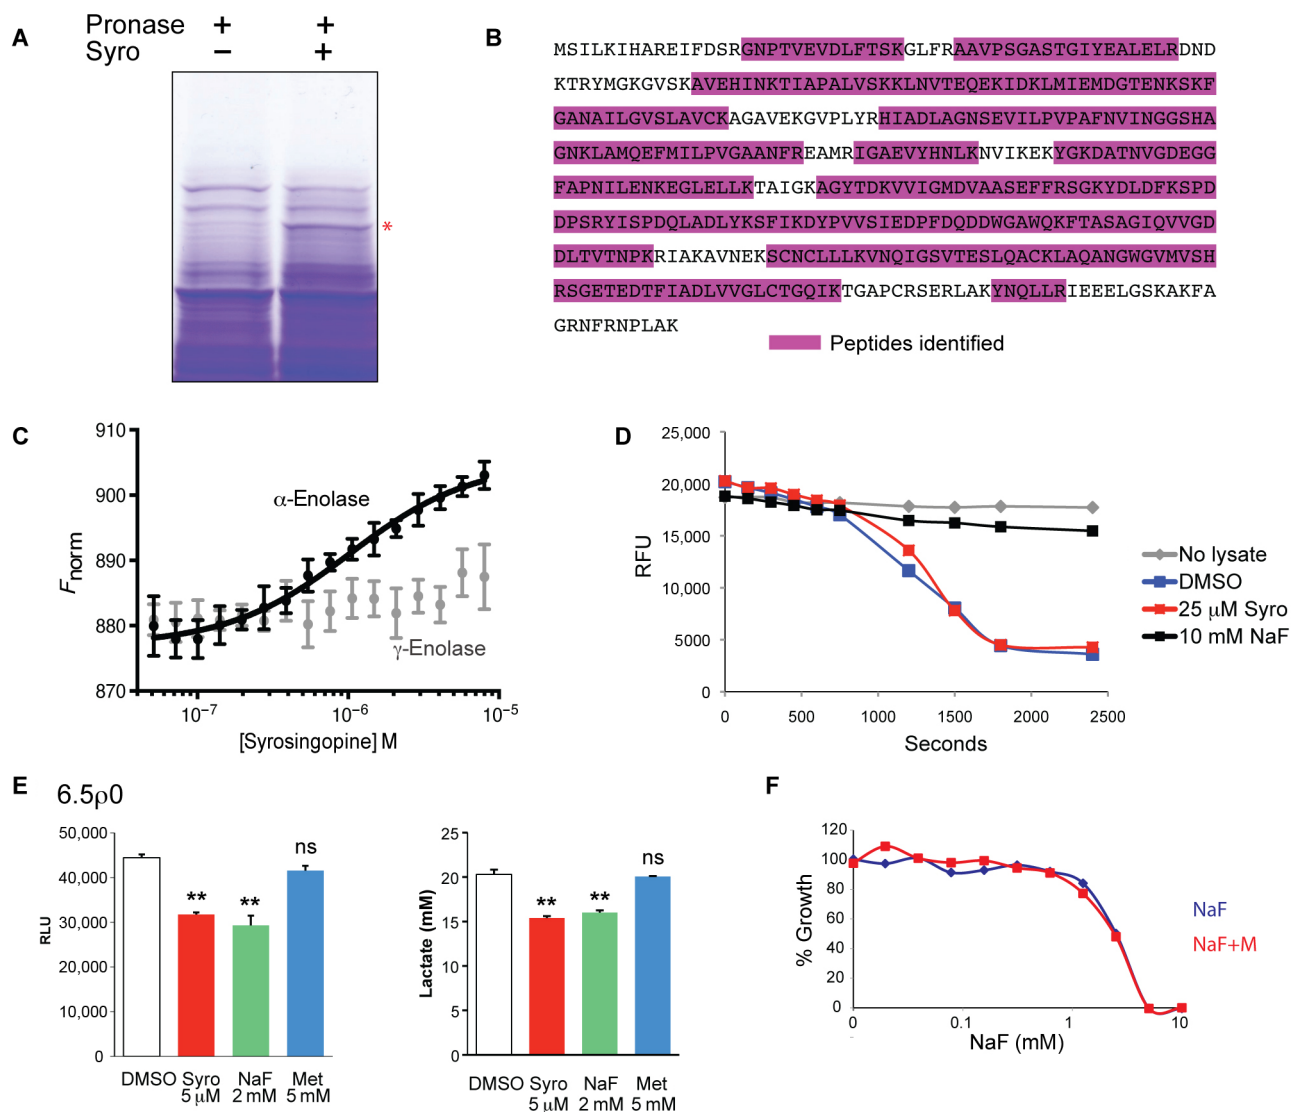 A
Pronase + +
Syro − +
*
B
MSILKIHAREIFDSRGNPTVEVDLFTSKGLFRAAVPSGASTGIYEALELRDND
KTRYMGKGVSKAVEHINKTIAPALVSKKLNVTEQEKIDKLMIEMDGTENKSKF
GANAILGVSLAVCKAGAVEKGVPLYRHIADLAGNSEVILPVPAFNVINGGSHA
GNKLAMQEFMILPVGAANFREAMRIGAEVYHNLKNVIKEKYGKDATNVGDEGG
FAPNILENKEGLELLKTAIGKAGYTDKVVIGMDVAASEFFRSGKYDLDFKSPD
DPSRYISPDQLADLYKSFIKDYPVVSIEDPFDQDDWGAWQKFTASAGIQVVGD
DLTVTNPKRIAKAVNEKSCNCLLLKVNQIGSVTESLQACKLAQANGWGVMVSH
RSGETEDTFIADLVVGLCTGQIKTGAPCRSERLAKYNQLLRIEEELGSKAKFA
GRNFRNPLAK
Peptides identified
C
910
900
890
880
870
Fnorm
α-Enolase
γ-Enolase
10−7 10−6 10−5
[Syrosingopine] M
D
25,000
20,000
15,000
10,000
5000
0
RFU
0 500 1000 1500 2000 2500
Seconds
No lysate
DMSO
25 μM Syro
10 mM NaF
E
6.5ρ0
50,000
40,000
30,000
20,000
10,000
0
RLU
** ** ns
DMSO Syro NaF Met
5 μM 2 mM 5 mM
25
20
15
10
5
0
Lactate (mM)
** ** ns
DMSO Syro NaF Met
5 μM 2 mM 5 mM
F
120
100
80
60
40
20
0
% Growth
0 0.1 1 10
NaF (mM)
NaF
NaF+M